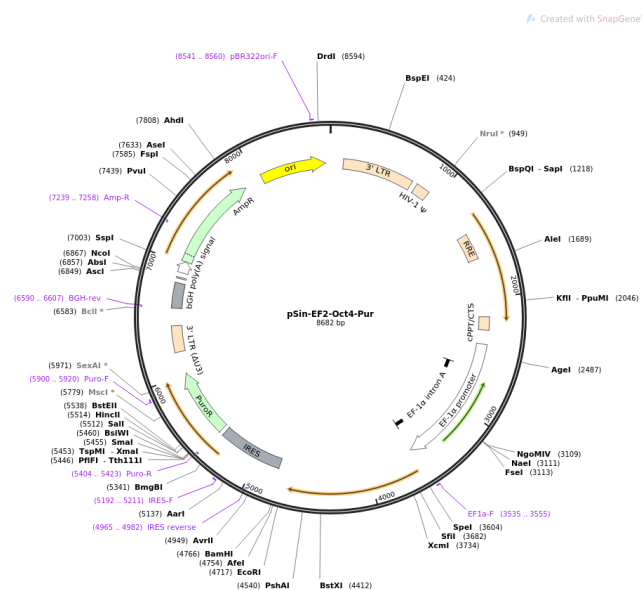 Created with SnapGene
(8541 .. 8560) pBR322ori-F
DrdI (8594)
BspEI (424)
(7808) AhdI
NruI * (949)
(7633) AseI
(7585) FspI
(7439) PvuI
BspQI - SapI (1218)
(7239 .. 7258) Amp-R
(7003) SspI
AleI (1689)
(6867) NcoI
(6857) AbsI
(6849) AscI
KflI - PpuMI (2046)
(6590 .. 6607) BGH-rev
(6583) BclI *
AgeI (2487)
(5971) SexAI *
(5900 .. 5920) Puro-F
(5779) MscI *
(5538) BstEII
(5514) HincII
(5512) SalI
(5460) BsiWI
(5455) SmaI
(5453) TspMI - XmaI
(5446) PflFI - Tth111I
(5404 .. 5423) Puro-R
(5341) BmgBI
(5192 .. 5211) IRES-F
(5137) AarI
(4965 .. 4982) IRES reverse
(4949) AvrII
(4766) BamHI
(4754) AfeI
(4717) EcoRI
(4540) PshAI
BstXI (4412)
NgoMIV (3109)
NaeI (3111)
FseI (3113)
EF1a-F (3535 .. 3555)
SpeI (3604)
SfiI (3682)
XcmI (3734)
1000
2000
3000
4000
5000
6000
7000
8000
ori
3' LTR
HIV-1 Ψ
RRE
cPPT/CTS
EF-1α promoter
EF-1α intron A
IRES
PuroR
3' LTR (ΔU3)
bGH poly(A) signal
AmpR
pSin-EF2-Oct4-Pur
8682 bp